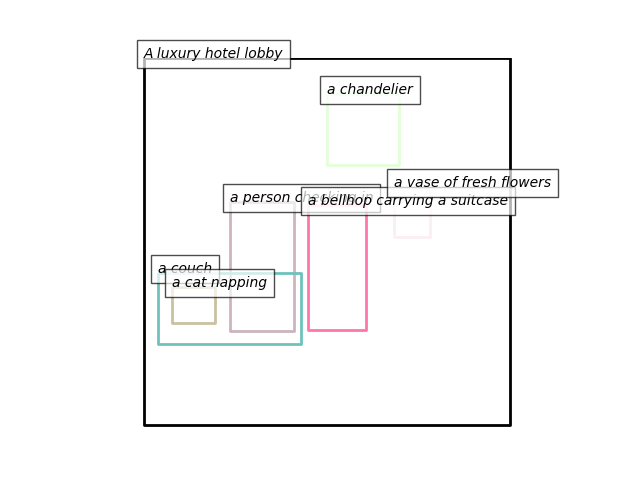 A luxury hotel lobby
a chandelier
a vase of fresh flowers
a person checking in
a bellhop carrying a suitcase
a couch
a cat napping